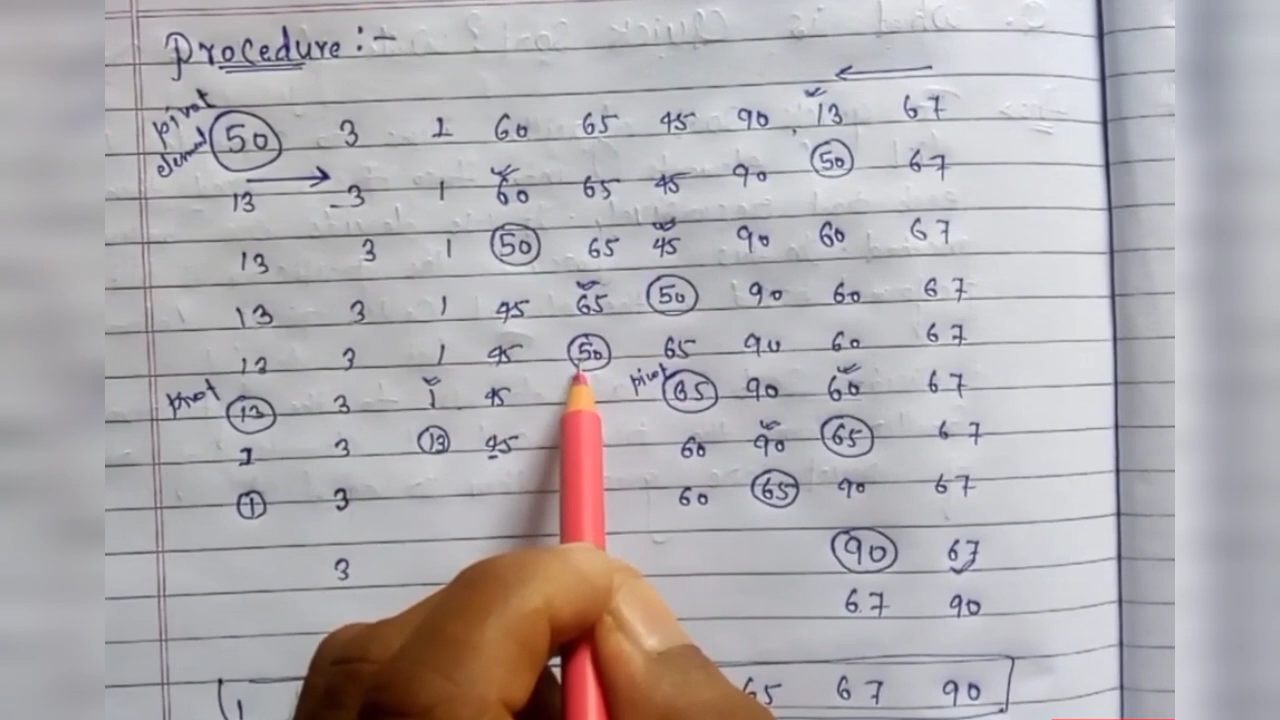 Procedure :-
pivot element
50 3 1 60 65 45 90 13 67
13 3 1 60 65 45 90 50 67
13 3 1 50 65 45 90 60 67
13 3 1 45 65 50 90 60 67
13 3 1 45 50 65 90 60 67
pivot 13 3 1 45 pivot 65 90 60 67
1 3 13 45 60 90 65 67
1 3 60 65 90 67
3 90 67
67 90
65 67 90